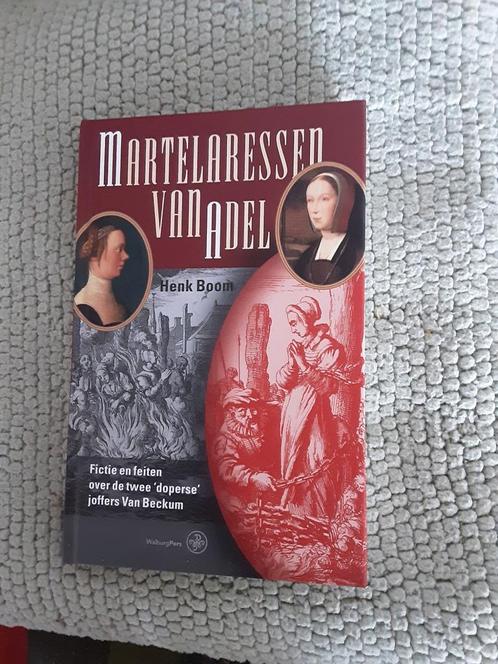 MARTELARESSEN
VAN ADEL
Henk Boom
Fictie en feiten
over de twee 'doperse'
joffers Van Beckum
WalburgPers